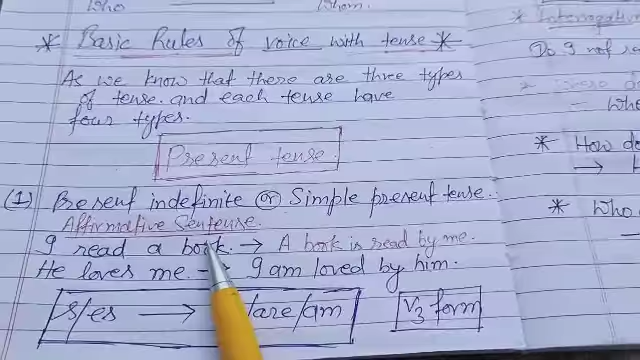 Who Whom
* Basic Rules of voice with tense *
As we know that there are three types
of tense. and each tense have
four types.
Present tense
(1) Present indefinite or Simple present tense.
Affirmative Sentense.
I read a book. → A book is read by me.
He loves me → I am loved by him.
s/es → /are/am V3 form
* Interrogative
Do I not
Who
* How do
→
* Who